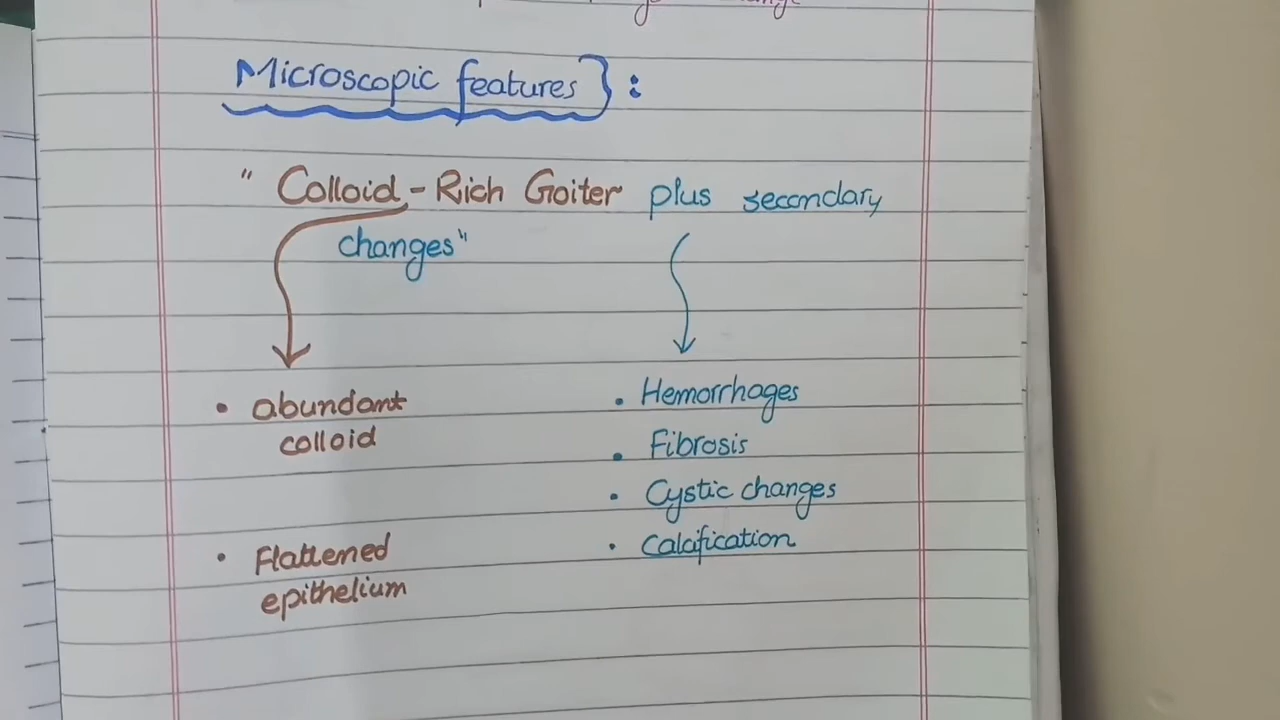 Microscopic features} :
" Colloid-Rich Goiter plus secondary
changes"
• abundant
colloid
• Flattened
epithelium
• Hemorrhages
• Fibrosis
• Cystic changes
• Calcification